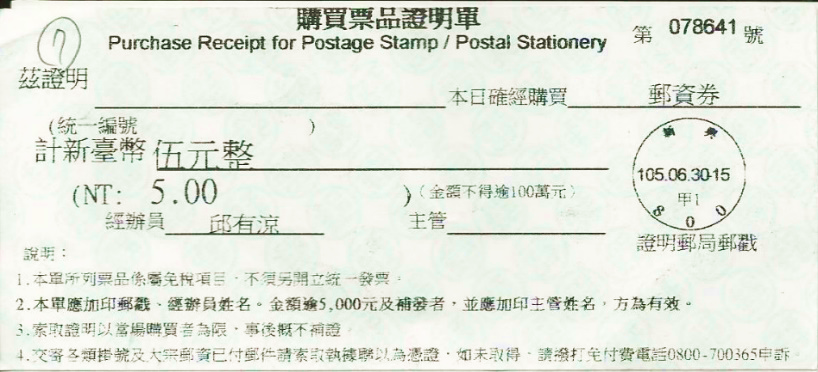 購買票品證明單
Purchase Receipt for Postage Stamp / Postal Stationery
第 078641 號
7
茲證明 本日確經購買 郵資券
(統一編號 )
計新臺幣 伍元整
(NT: 5.00 )(金額不得逾100萬元)
經辦員 邱有涼 主管
105.06.30-15
甲1
800
證明郵局郵戳
說明:
1.本單所列票品係屬免稅項目,不須另開立統一發票。
2.本單應加印郵戳、經辦員姓名。金額逾5,000元及補發者,並應加印主管姓名,方為有效。
3.索取證明以當場購買者為限,事後概不補證。
4.交寄各類掛號及大宗郵資已付郵件請索取執據聯以為憑證,如未取得,請撥打免付費電話0800-700365申訴